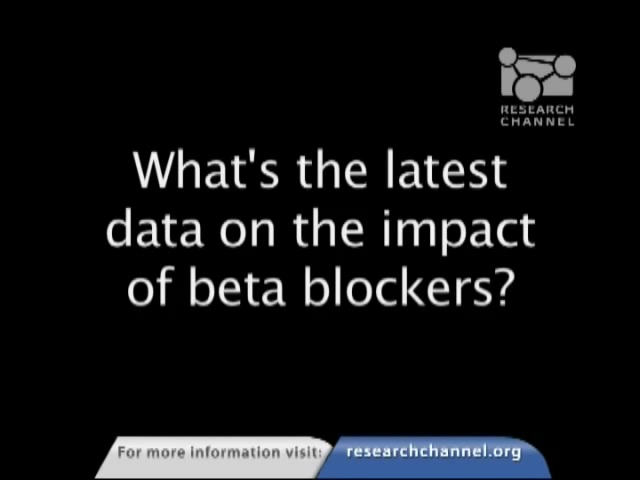 RESEARCH
CHANNEL
What's the latest
data on the impact
of beta blockers?
For more information visit: researchchannel.org